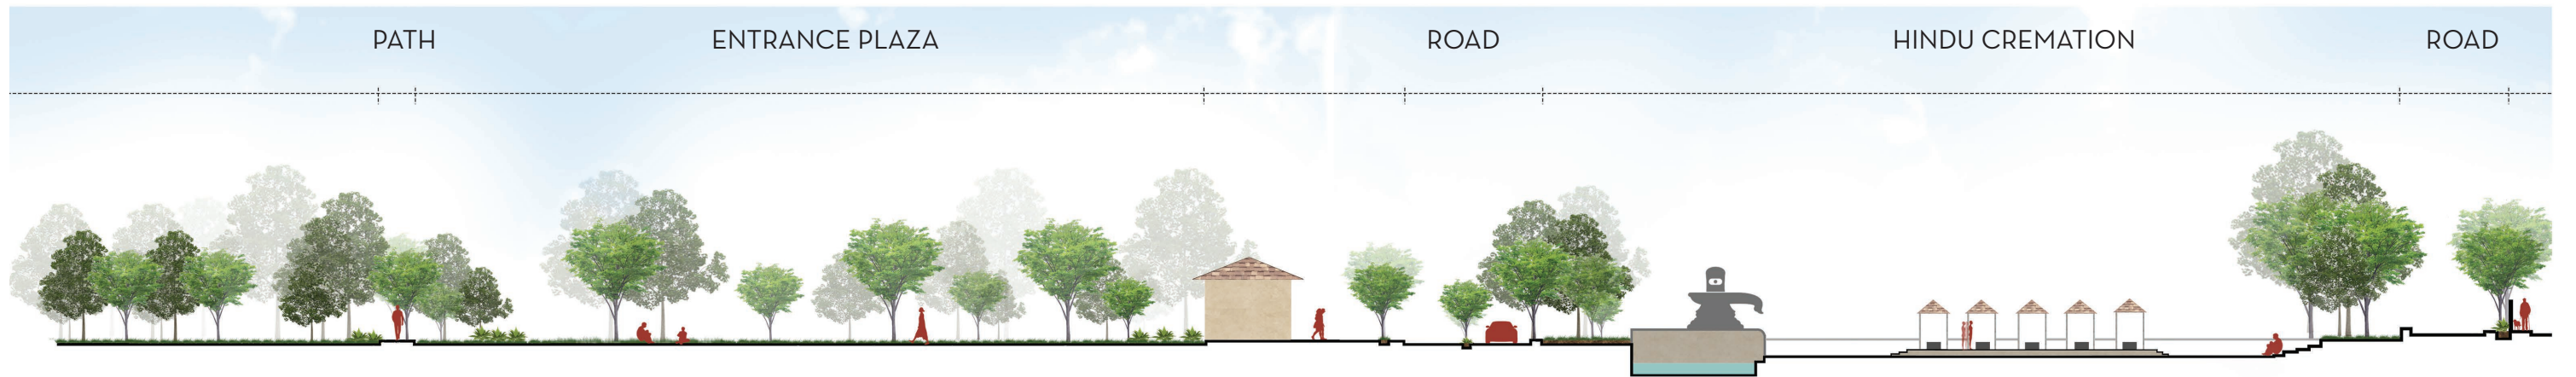 PATH
ENTRANCE PLAZA
ROAD
HINDU CREMATION
ROAD